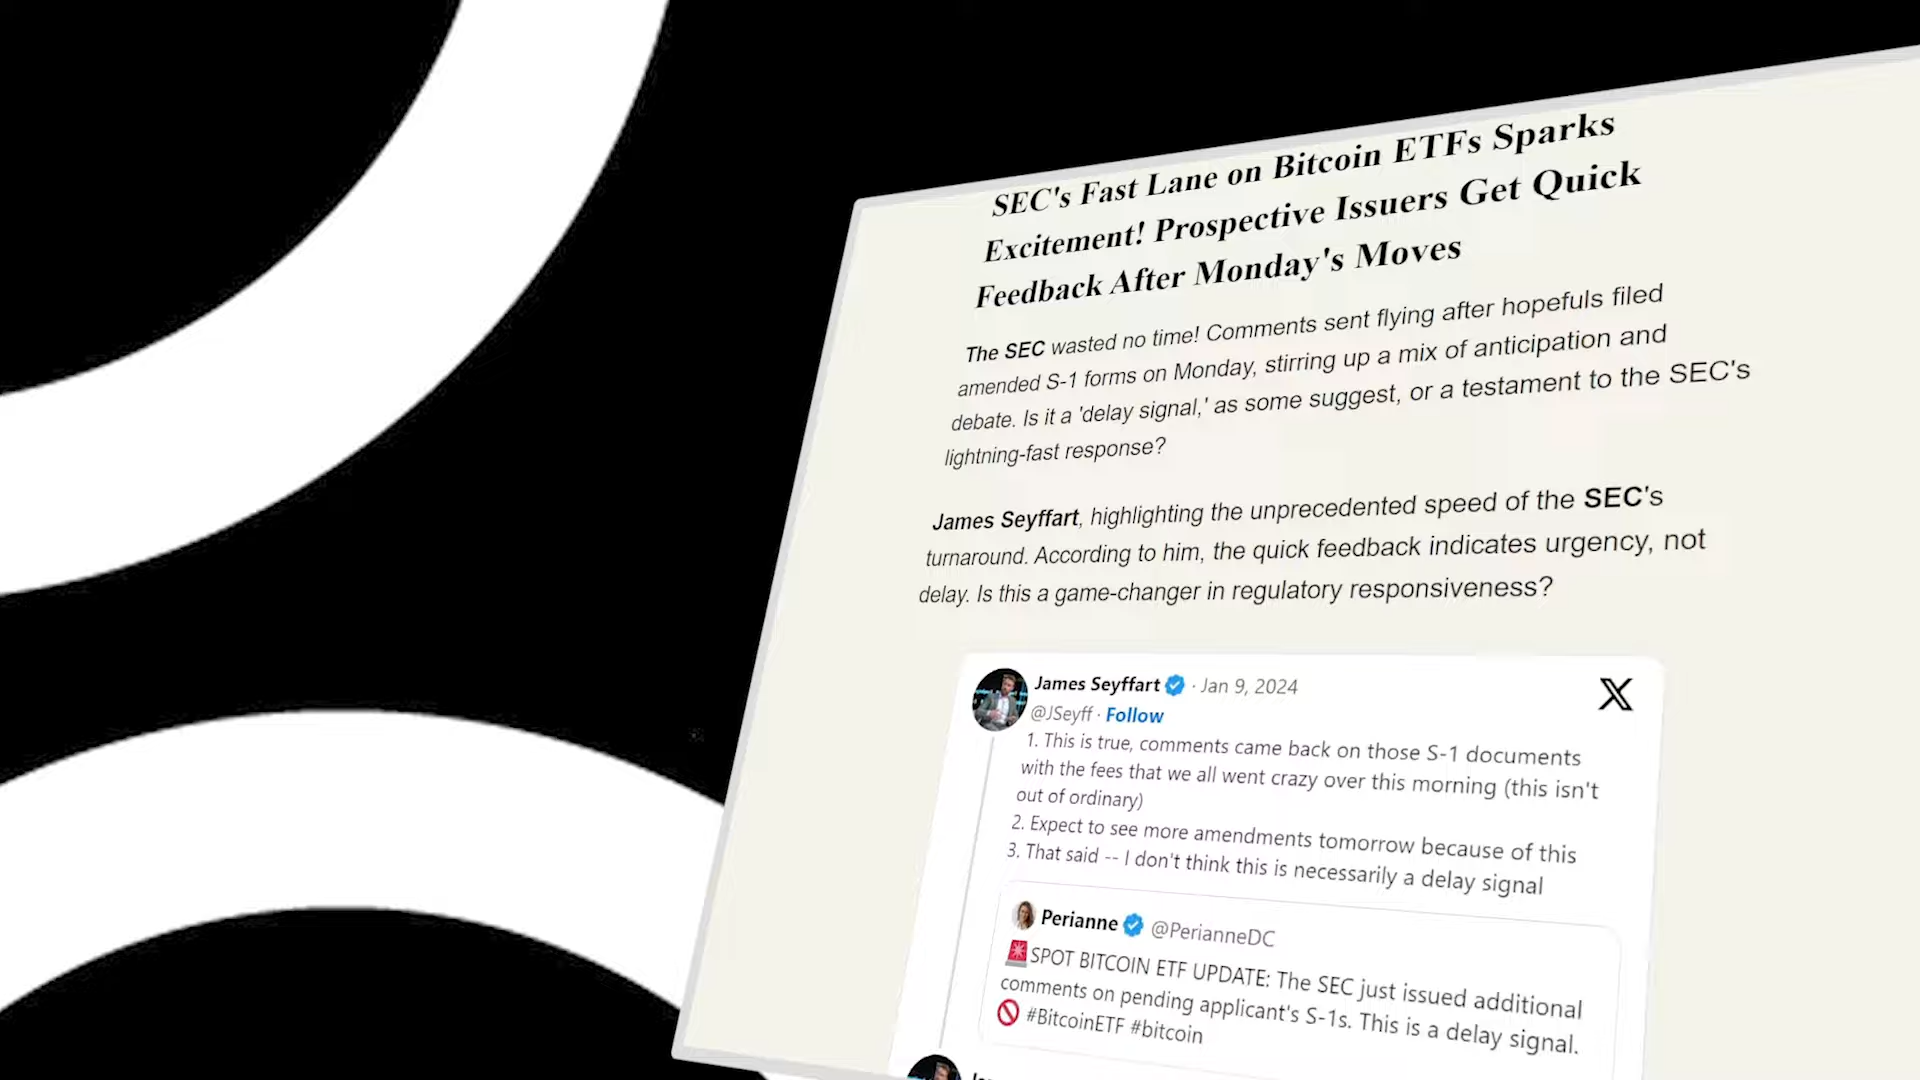 SEC's Fast Lane on Bitcoin ETFs Sparks
Excitement! Prospective Issuers Get Quick
Feedback After Monday's Moves
The SEC wasted no time! Comments sent flying after hopefuls filed
amended S-1 forms on Monday, stirring up a mix of anticipation and
debate. Is it a 'delay signal,' as some suggest, or a testament to the SEC's
lightning-fast response?
James Seyffart, highlighting the unprecedented speed of the SEC's
turnaround. According to him, the quick feedback indicates urgency, not
delay. Is this a game-changer in regulatory responsiveness?
James Seyffart · Jan 9, 2024
@JSeyff · Follow
1. This is true, comments came back on those S-1 documents
with the fees that we all went crazy over this morning (this isn't
out of ordinary)
2. Expect to see more amendments tomorrow because of this
3. That said -- I don't think this is necessarily a delay signal
Perianne @PerianneDC
🚨SPOT BITCOIN ETF UPDATE: The SEC just issued additional
comments on pending applicant's S-1s. This is a delay signal.
🚫 #BitcoinETF #bitcoin